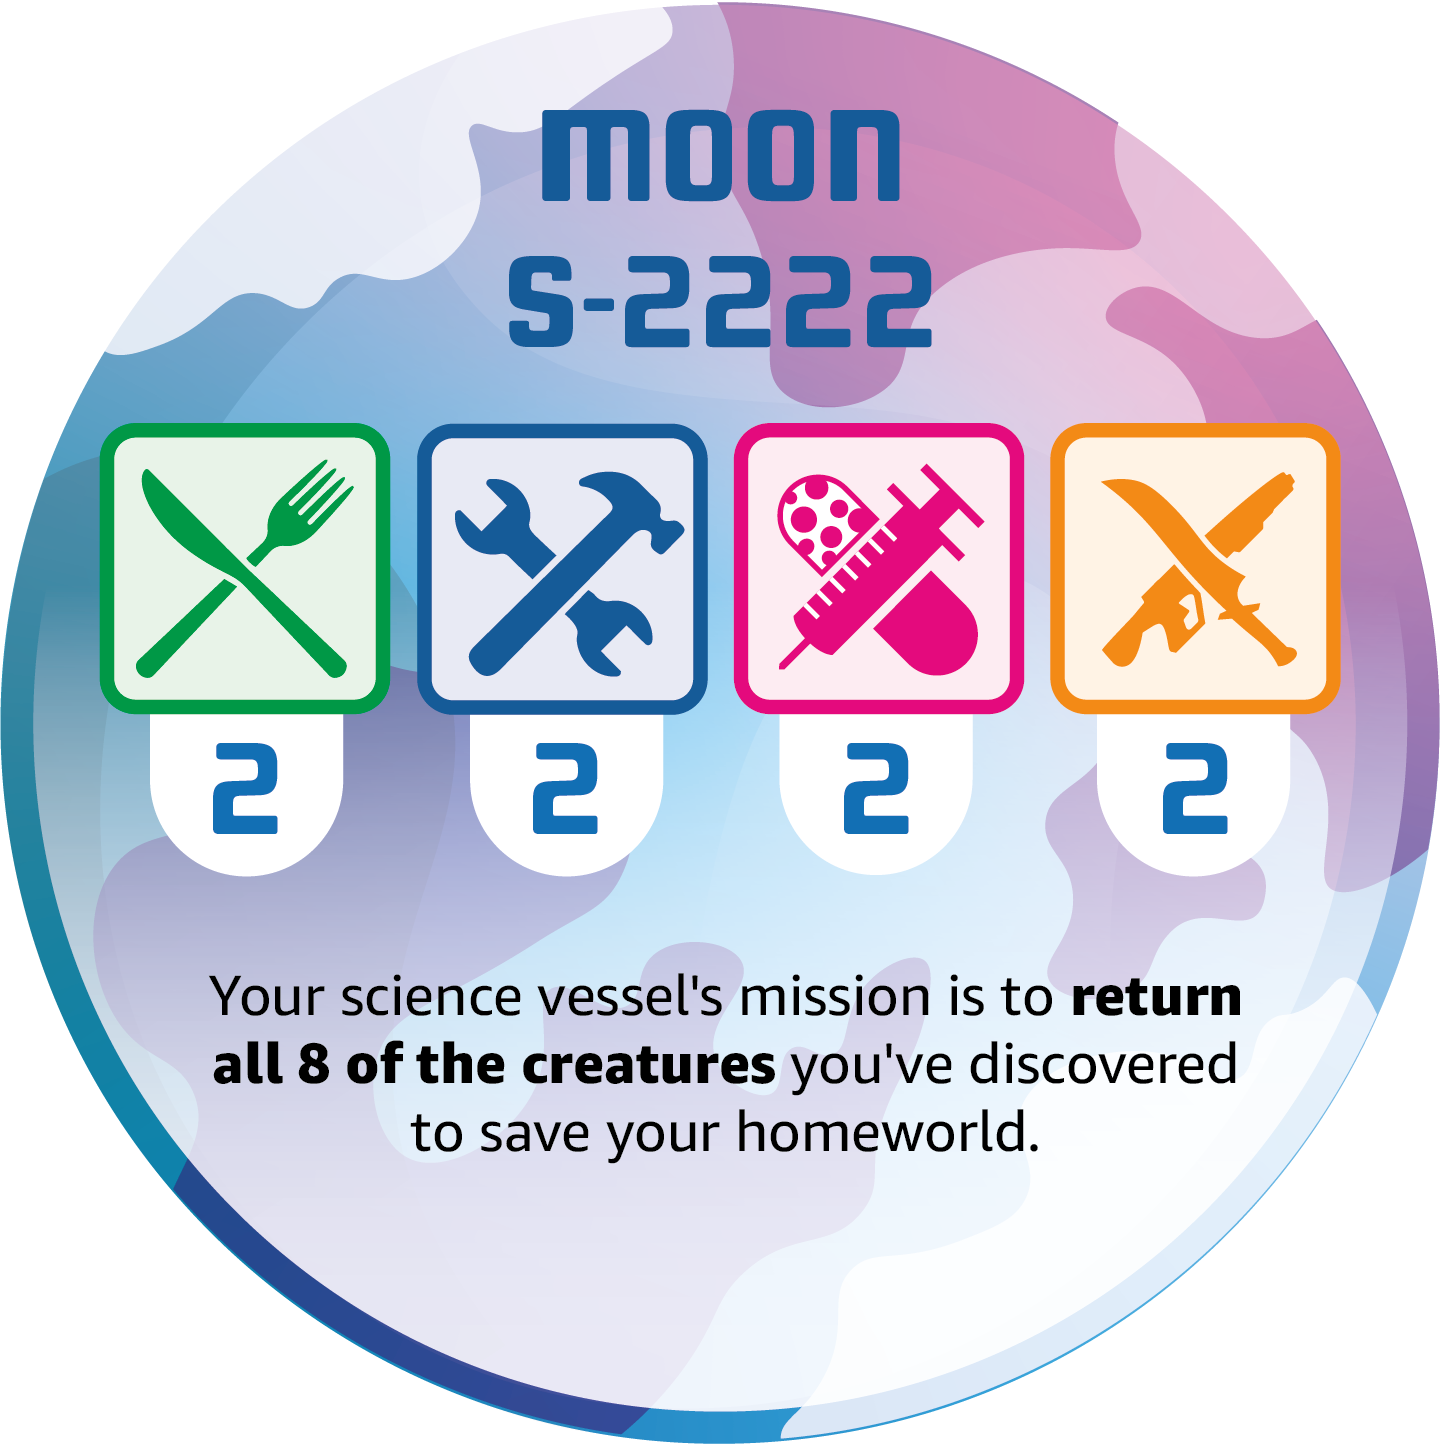 MOON
S-2222
2 2 2 2
Your science vessel's mission is to return
all 8 of the creatures you've discovered
to save your homeworld.